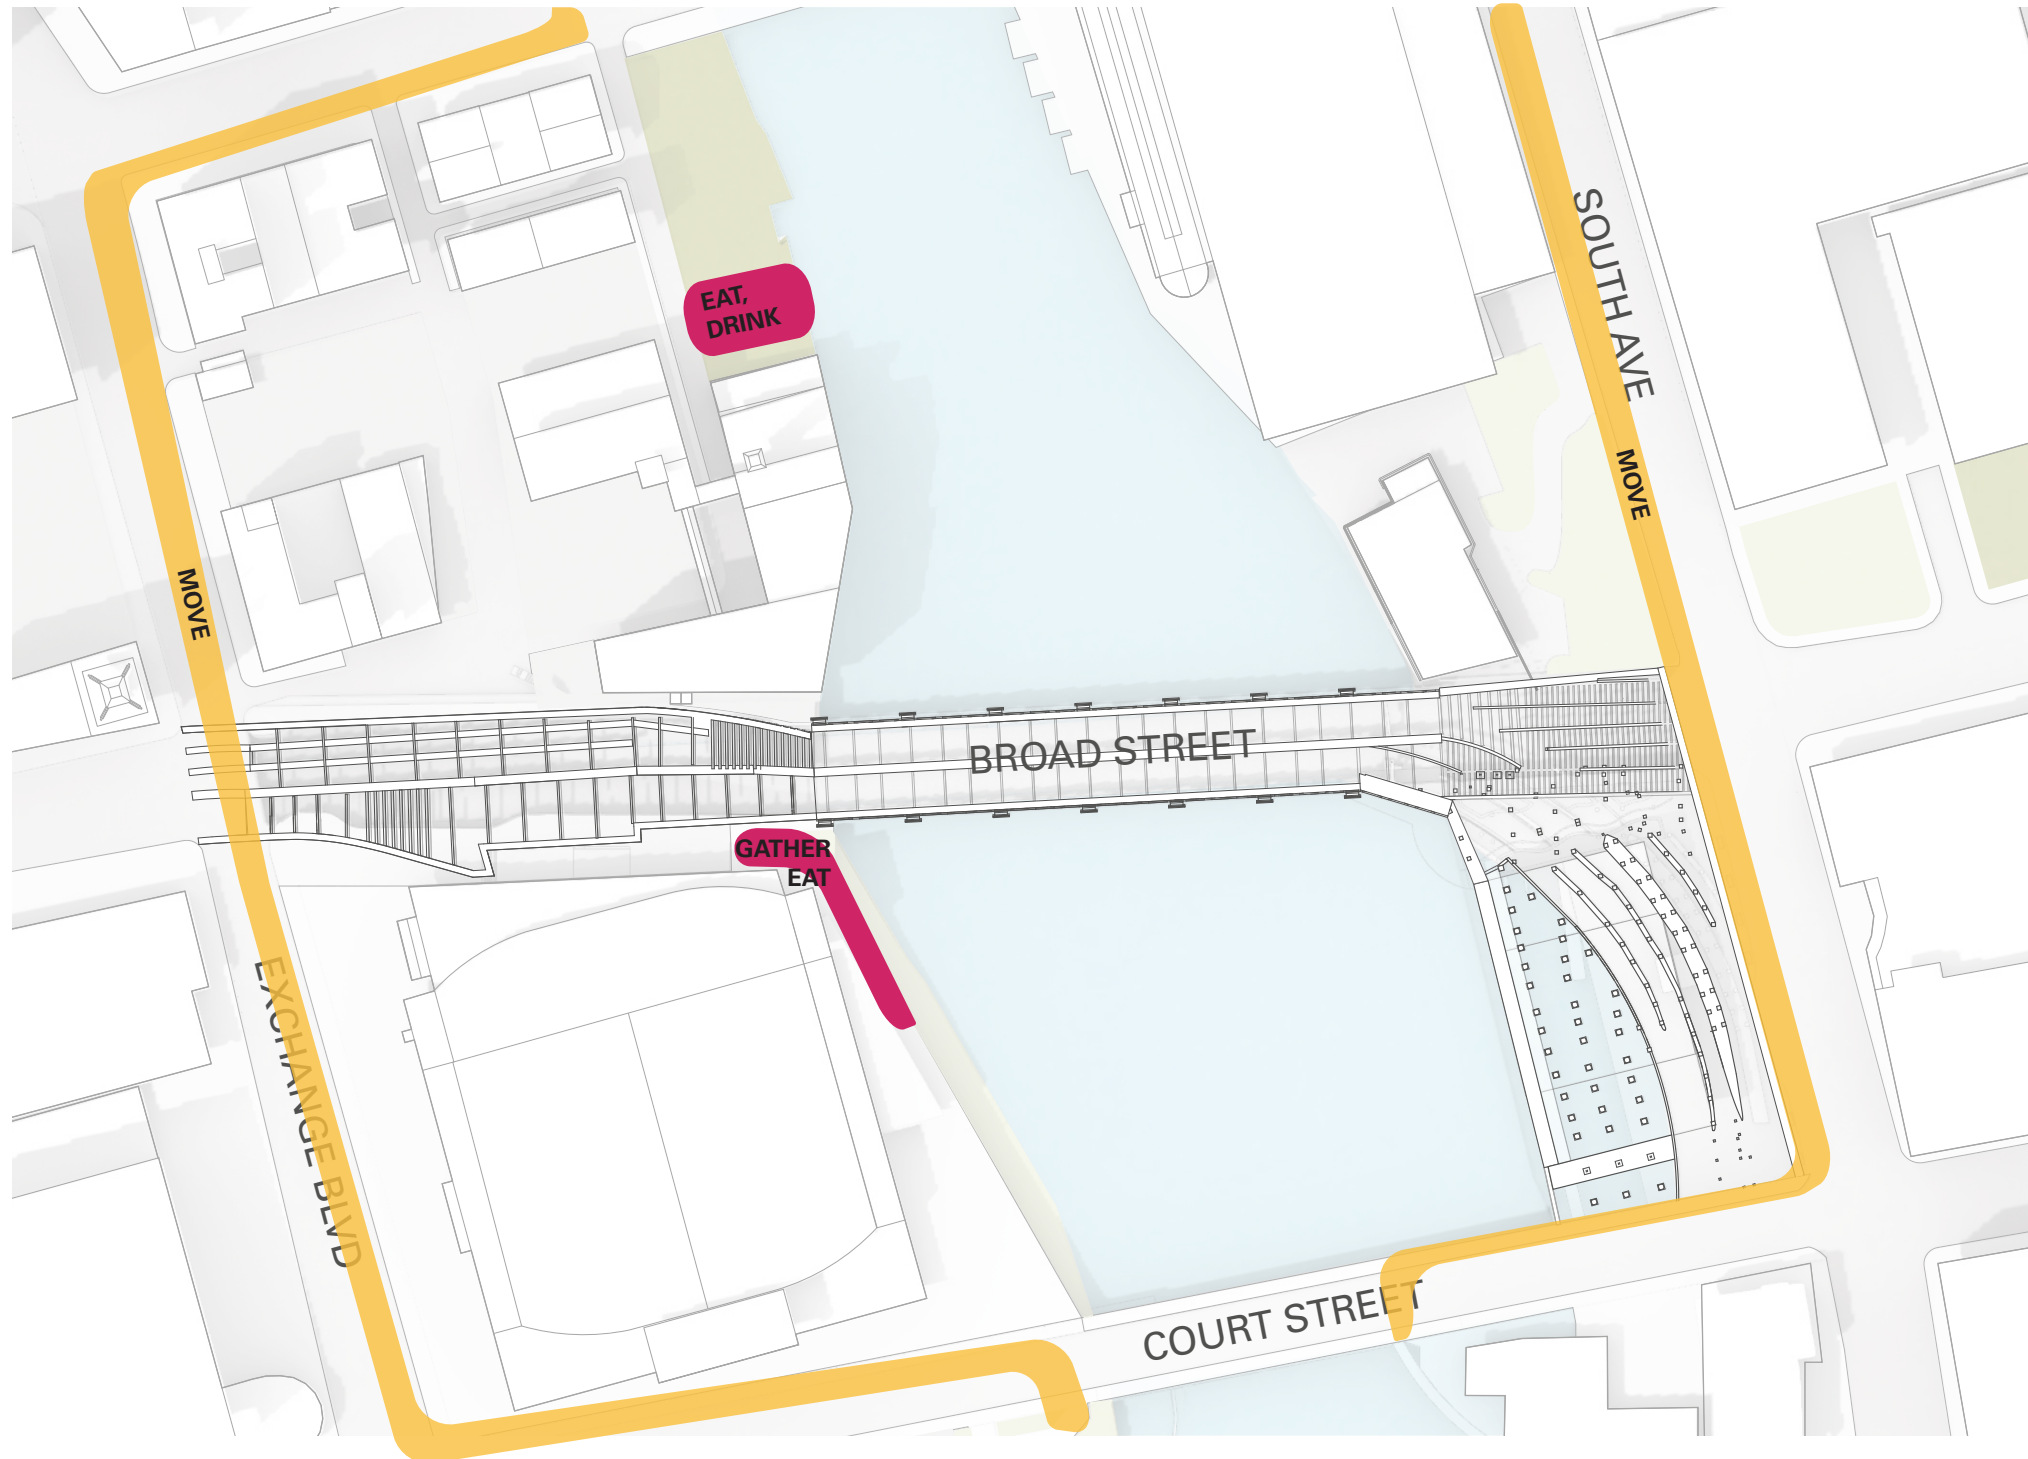 SOUTH AVE
EAT,
DRINK
MOVE
MOVE
BROAD STREET
GATHER
EAT
EXCHANGE BLVD
COURT STREET